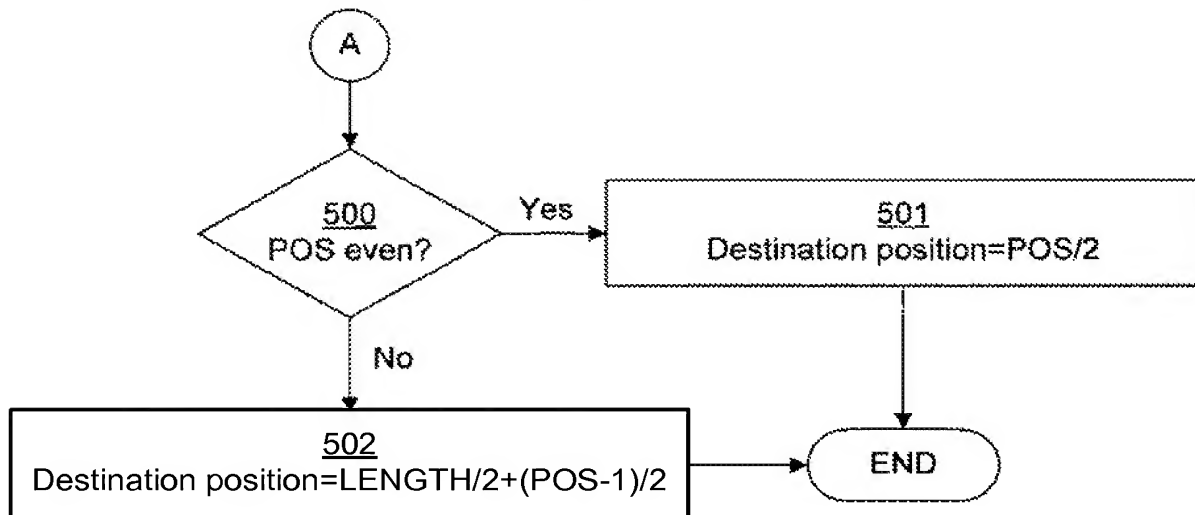 A
500
POS even?
Yes
501
Destination position=POS/2
No
502
Destination position=LENGTH/2+(POS-1)/2
END